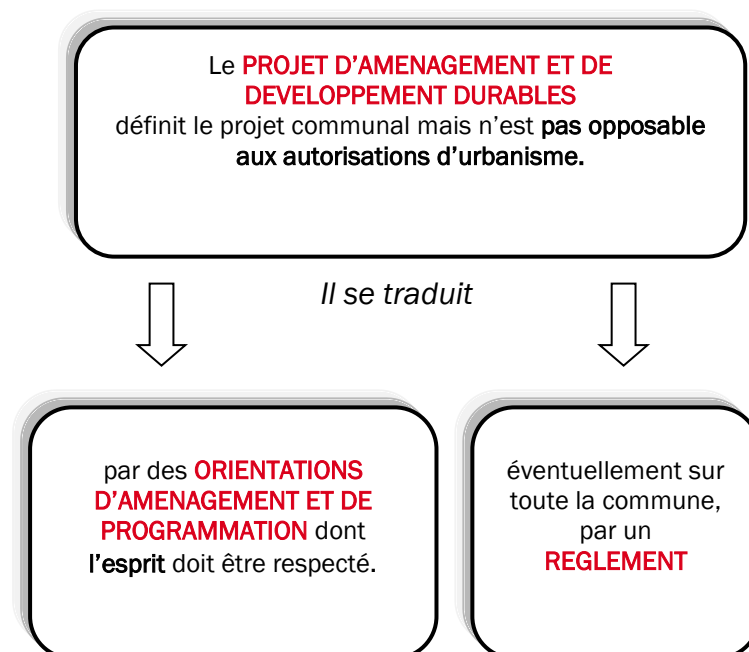 Le PROJET D'AMENAGEMENT ET DE
DEVELOPPEMENT DURABLES
définit le projet communal mais n'est pas opposable
aux autorisations d'urbanisme.
Il se traduit
par des ORIENTATIONS
D'AMENAGEMENT ET DE
PROGRAMMATION dont
l'esprit doit être respecté.
éventuellement sur
toute la commune,
par un
REGLEMENT